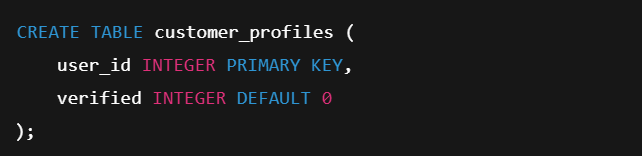 CREATE TABLE customer_profiles (
    user_id INTEGER PRIMARY KEY,
    verified INTEGER DEFAULT 0
);